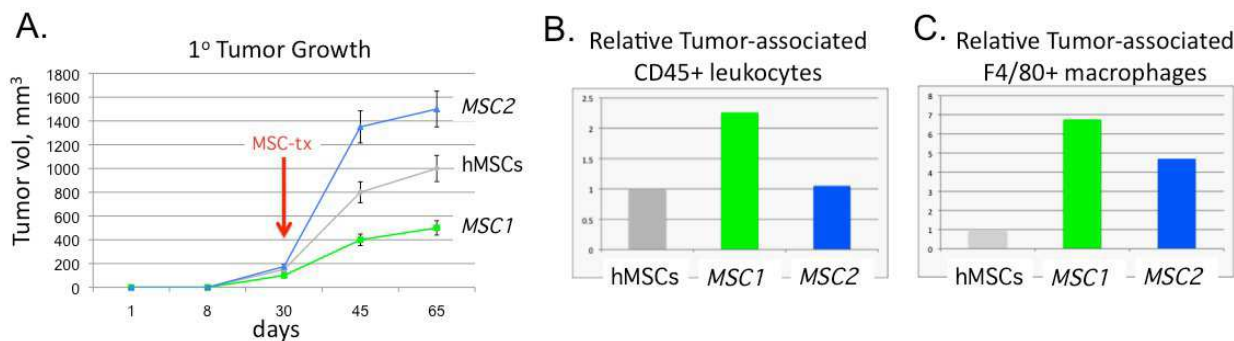 A.
1º Tumor Growth
Tumor vol, mm³
1800
1600
1400
1200
1000
800
600
400
200
0
MSC-tx
MSC2
hMSCs
MSC1
1 8 30 45 65
days
B.
Relative Tumor-associated
CD45+ leukocytes
2.5
2
1.5
1
0.5
0
hMSCs MSC1 MSC2
C.
Relative Tumor-associated
F4/80+ macrophages
8
7
6
5
4
3
2
1
0
hMSCs MSC1 MSC2